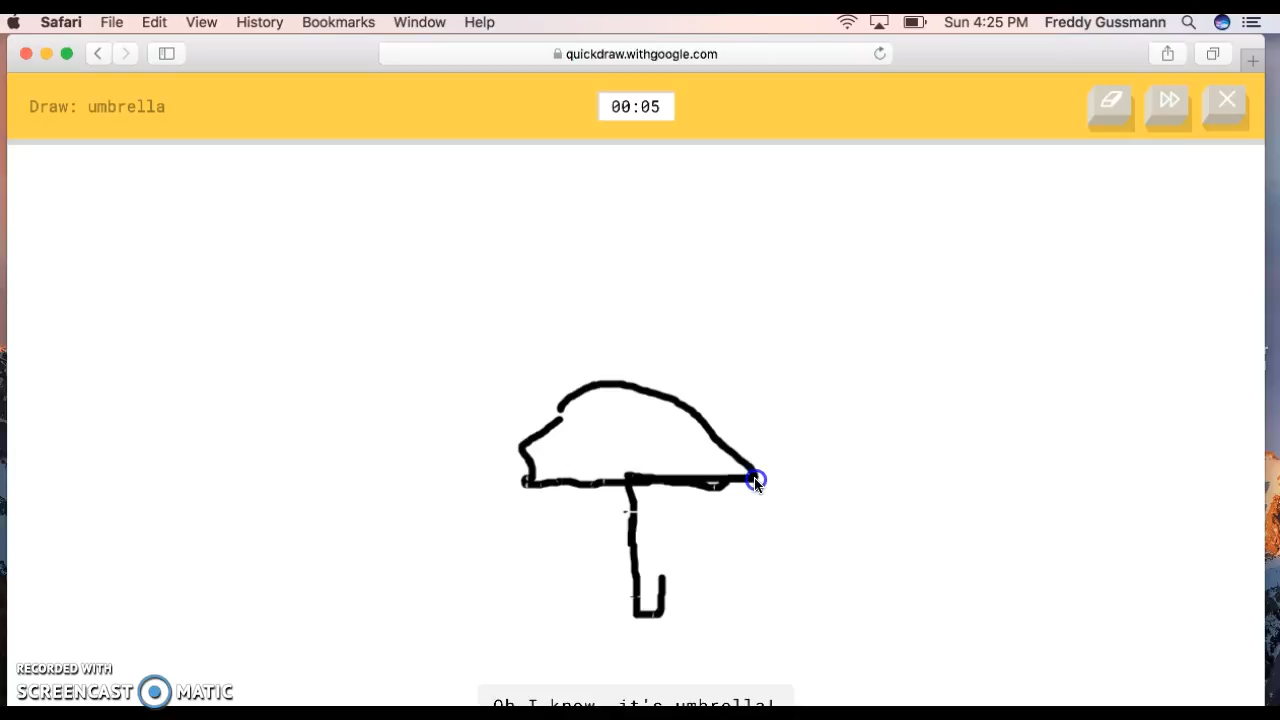 Safari File Edit View History Bookmarks Window Help Sun 4:25 PM Freddy Gussmann
quickdraw.withgoogle.com
Draw: umbrella
00:05
RECORDED WITH
SCREENCAST MATIC
Oh I know, it's umbrella!